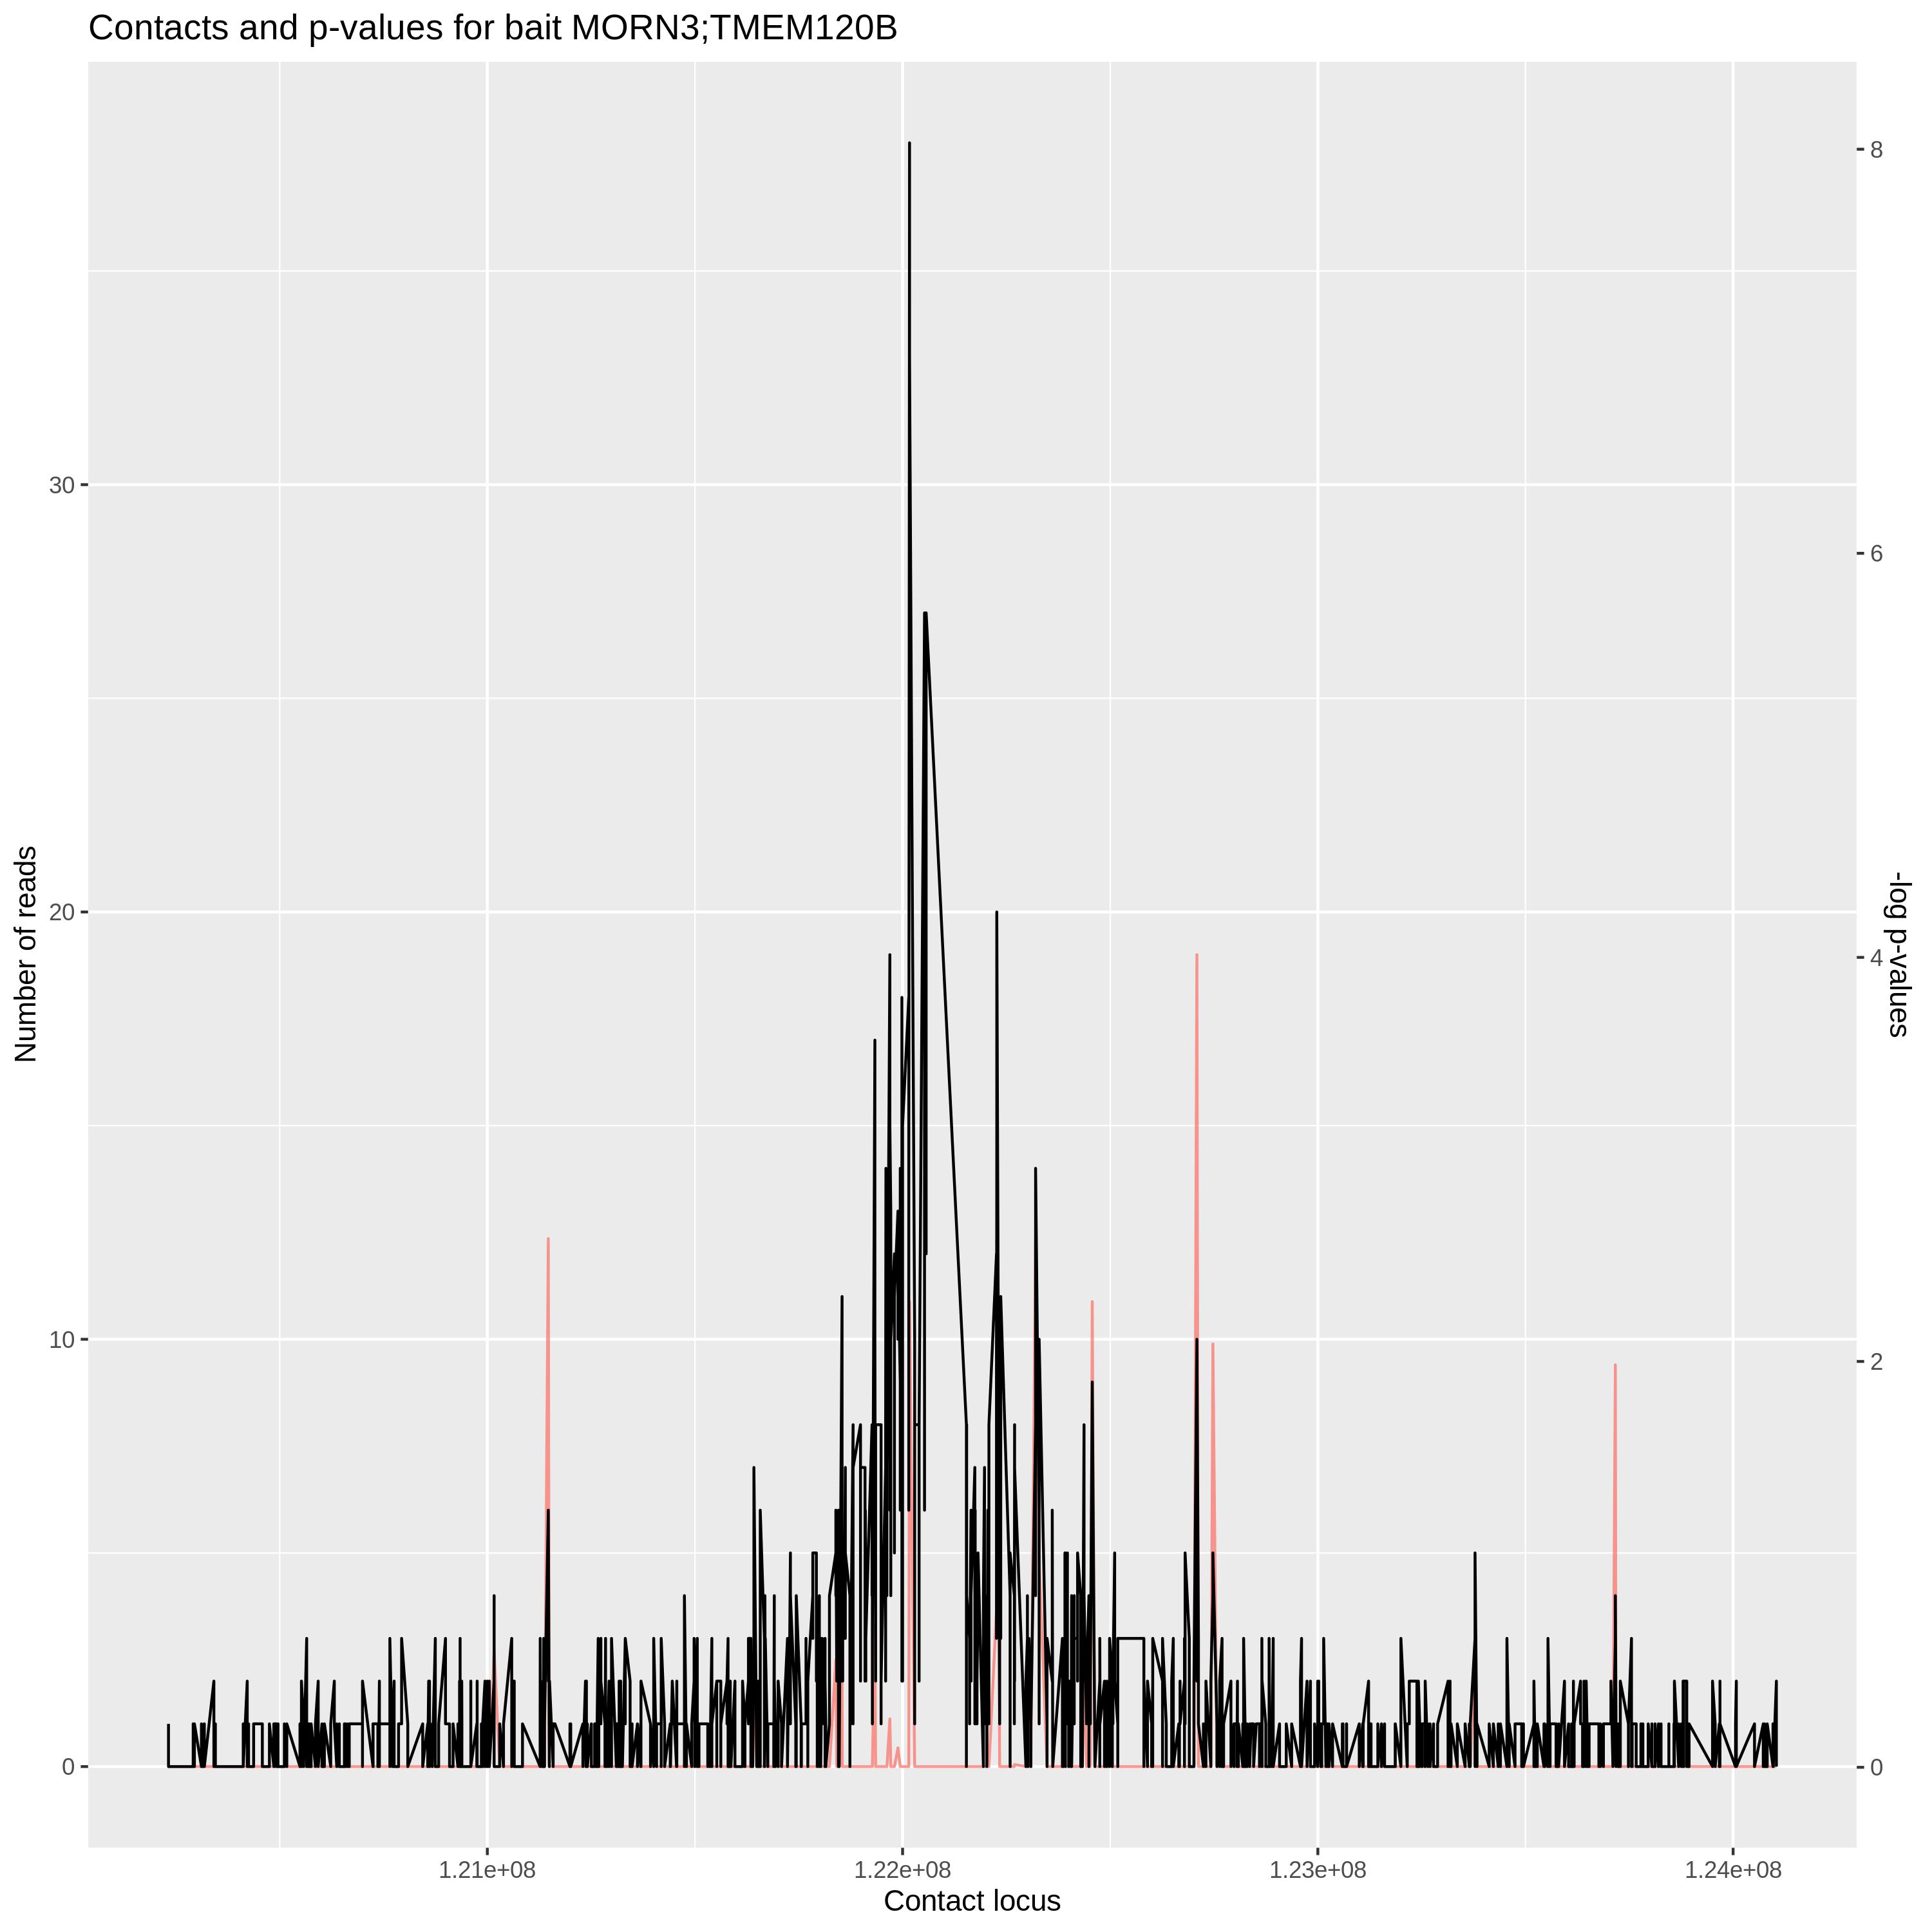 Contacts and p-values for bait MORN3;TMEM120B
Number of reads
30
20
10
0
8
6
4
2
0
-log p-values
1.21e+08
1.22e+08
1.23e+08
1.24e+08
Contact locus